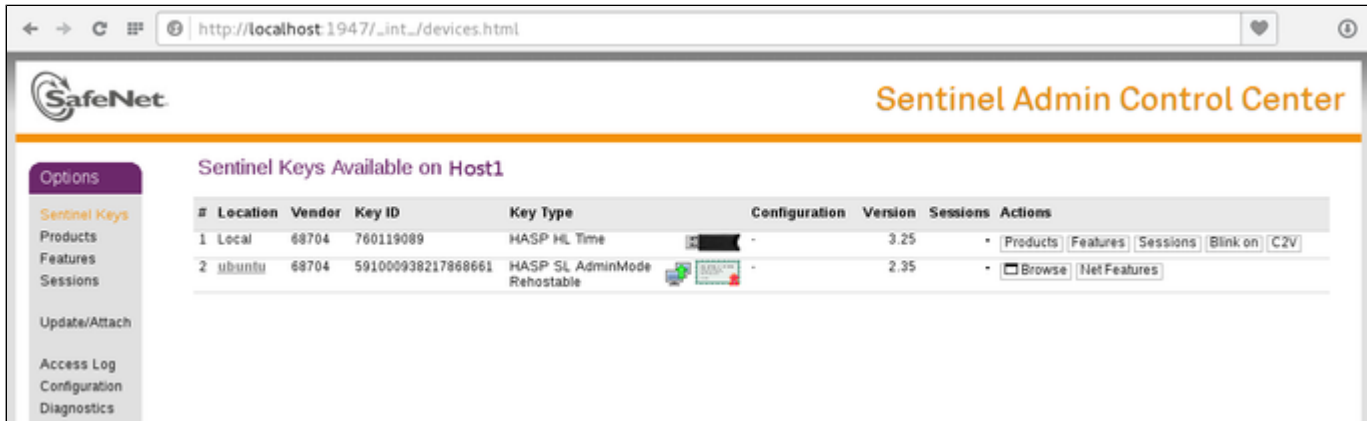 http://localhost:1947/_int_/devices.html
SafeNet.
Sentinel Admin Control Center
Options
Sentinel Keys
Products
Features
Sessions
Update/Attach
Access Log
Configuration
Diagnostics
Sentinel Keys Available on Host1
# Location Vendor Key ID Key Type Configuration Version Sessions Actions
1 Local 68704 760119089 HASP HL Time - 3.25 - Products Features Sessions Blink on C2V
2 ubuntu 68704 591000938217868661 HASP SL AdminMode - 2.35 - Browse Net Features
Rehostable